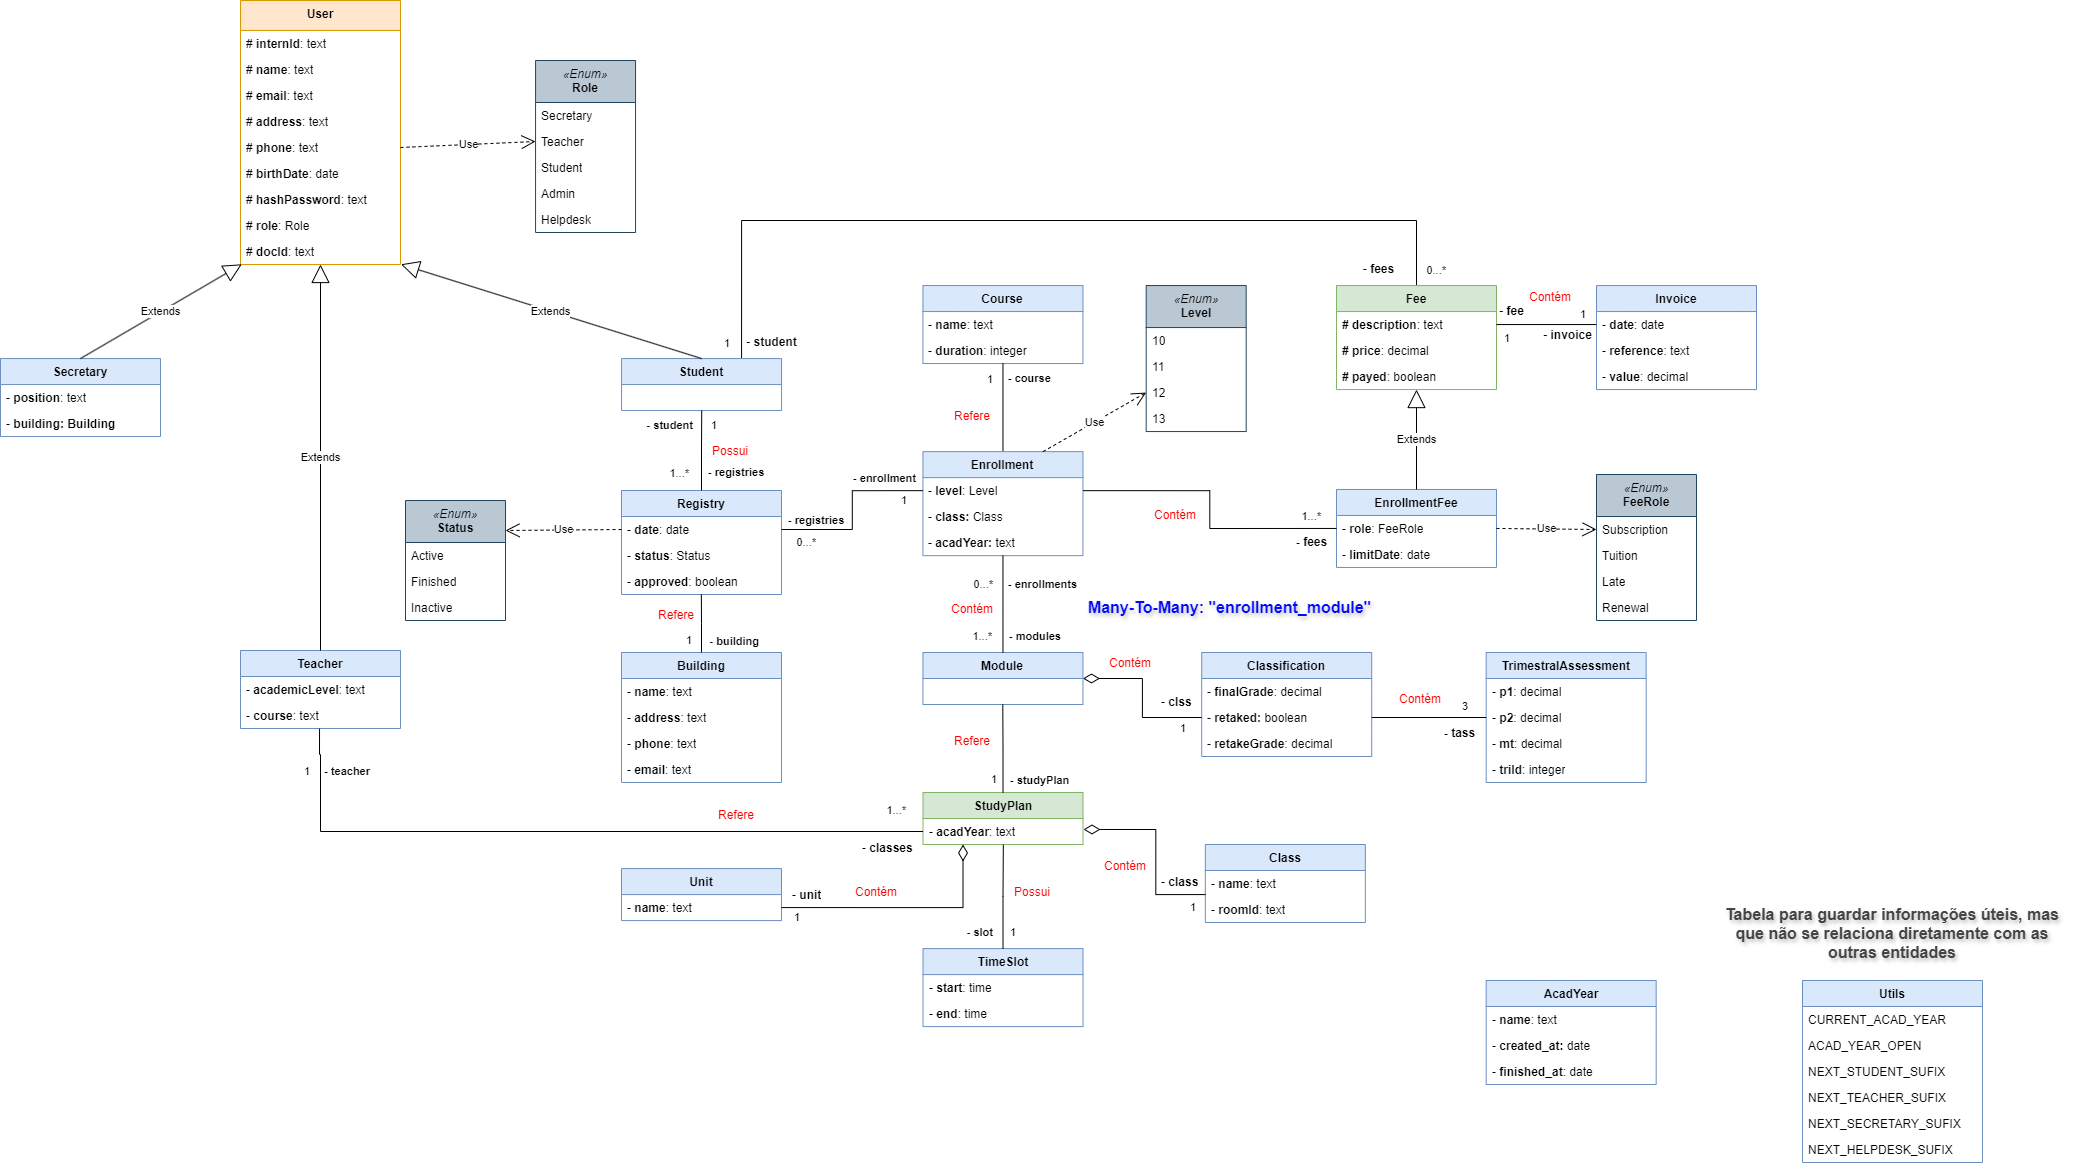 User
# internId: text
# name: text
# email: text
# address: text
# phone: text
# birthDate: date
# hashPassword: text
# role: Role
# docId: text
Use
«Enum»
Role
Secretary
Teacher
Student
Admin
Helpdesk
Extends
Extends
Extends
Secretary
- position: text
- building: Building
Student
1
- student
- fees
0...*
Course
- name: text
- duration: integer
«Enum»
Level
10
11
12
13
Fee
# description: text
# price: decimal
# payed: boolean
Contém
- fee
1
1
- invoice
Invoice
- date: date
- reference: text
- value: decimal
1
- course
Refere
Use
Extends
- student
1
Possui
1...*
- registries
Registry
- date: date
- status: Status
- approved: boolean
- enrollment
1
- registries
0...*
Enrollment
- level: Level
- class: Class
- acadYear: text
Contém
1...*
- fees
EnrollmentFee
- role: FeeRole
- limitDate: date
Use
«Enum»
FeeRole
Subscription
Tuition
Late
Renewal
«Enum»
Status
Active
Finished
Inactive
Use
Refere
1
- building
Building
- name: text
- address: text
- phone: text
- email: text
0...*
- enrollments
Contém
1...*
- modules
Many-To-Many: "enrollment_module"
Teacher
- academicLevel: text
- course: text
Module
Contém
- clss
1
Classification
- finalGrade: decimal
- retaked: boolean
- retakeGrade: decimal
Contém
3
- tass
TrimestralAssessment
- p1: decimal
- p2: decimal
- mt: decimal
- triId: integer
Refere
1
- studyPlan
1
- teacher
Refere
1...*
- classes
StudyPlan
- acadYear: text
Unit
- name: text
- unit
1
Contém
Possui
- slot
1
Contém
- class
1
Class
- name: text
- roomId: text
TimeSlot
- start: time
- end: time
Tabela para guardar informações úteis, mas
que não se relaciona diretamente com as
outras entidades
AcadYear
- name: text
- created_at: date
- finished_at: date
Utils
CURRENT_ACAD_YEAR
ACAD_YEAR_OPEN
NEXT_STUDENT_SUFIX
NEXT_TEACHER_SUFIX
NEXT_SECRETARY_SUFIX
NEXT_HELPDESK_SUFIX